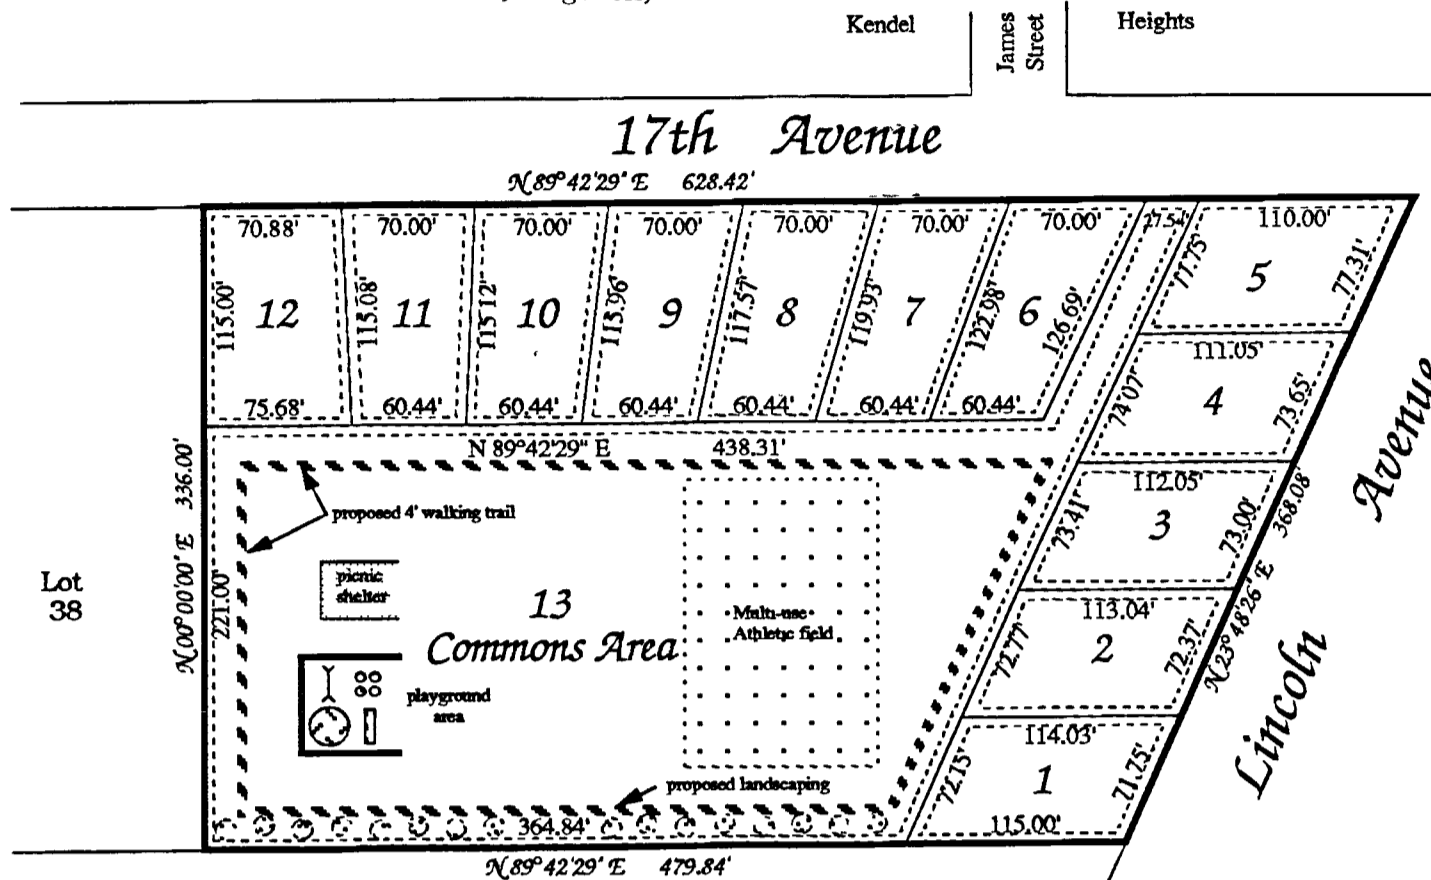 Kendel
James
Street
Heights
17th Avenue
N 89°42'29" E 628.42'
70.88' 70.00' 70.00' 70.00' 70.00' 70.00' 70.00' 27.54' 110.00'
115.00' 12 115.08' 11 115.12' 10 115.96' 9 117.57' 8 119.93' 7 122.98' 6 126.69' 77.75' 5 77.31'
75.68' 60.44' 60.44' 60.44' 60.44' 60.44' 60.44'
111.05'
74.07' 4 73.65'
N 89°42'29" E 438.31'
112.05'
73.41' 3 73.00'
proposed 4' walking trail
N 00°00'00" E 336.00'
221.00'
Lot
38
picnic
shelter
13
Commons Area
Multi-use
Athletic field
playground
area
113.04'
72.77' 2 72.37'
N 23°48'26" E 368.08'
Lincoln Avenue
114.03'
72.15' 1 71.75'
115.00'
proposed landscaping
364.84'
N 89°42'29" E 479.84'